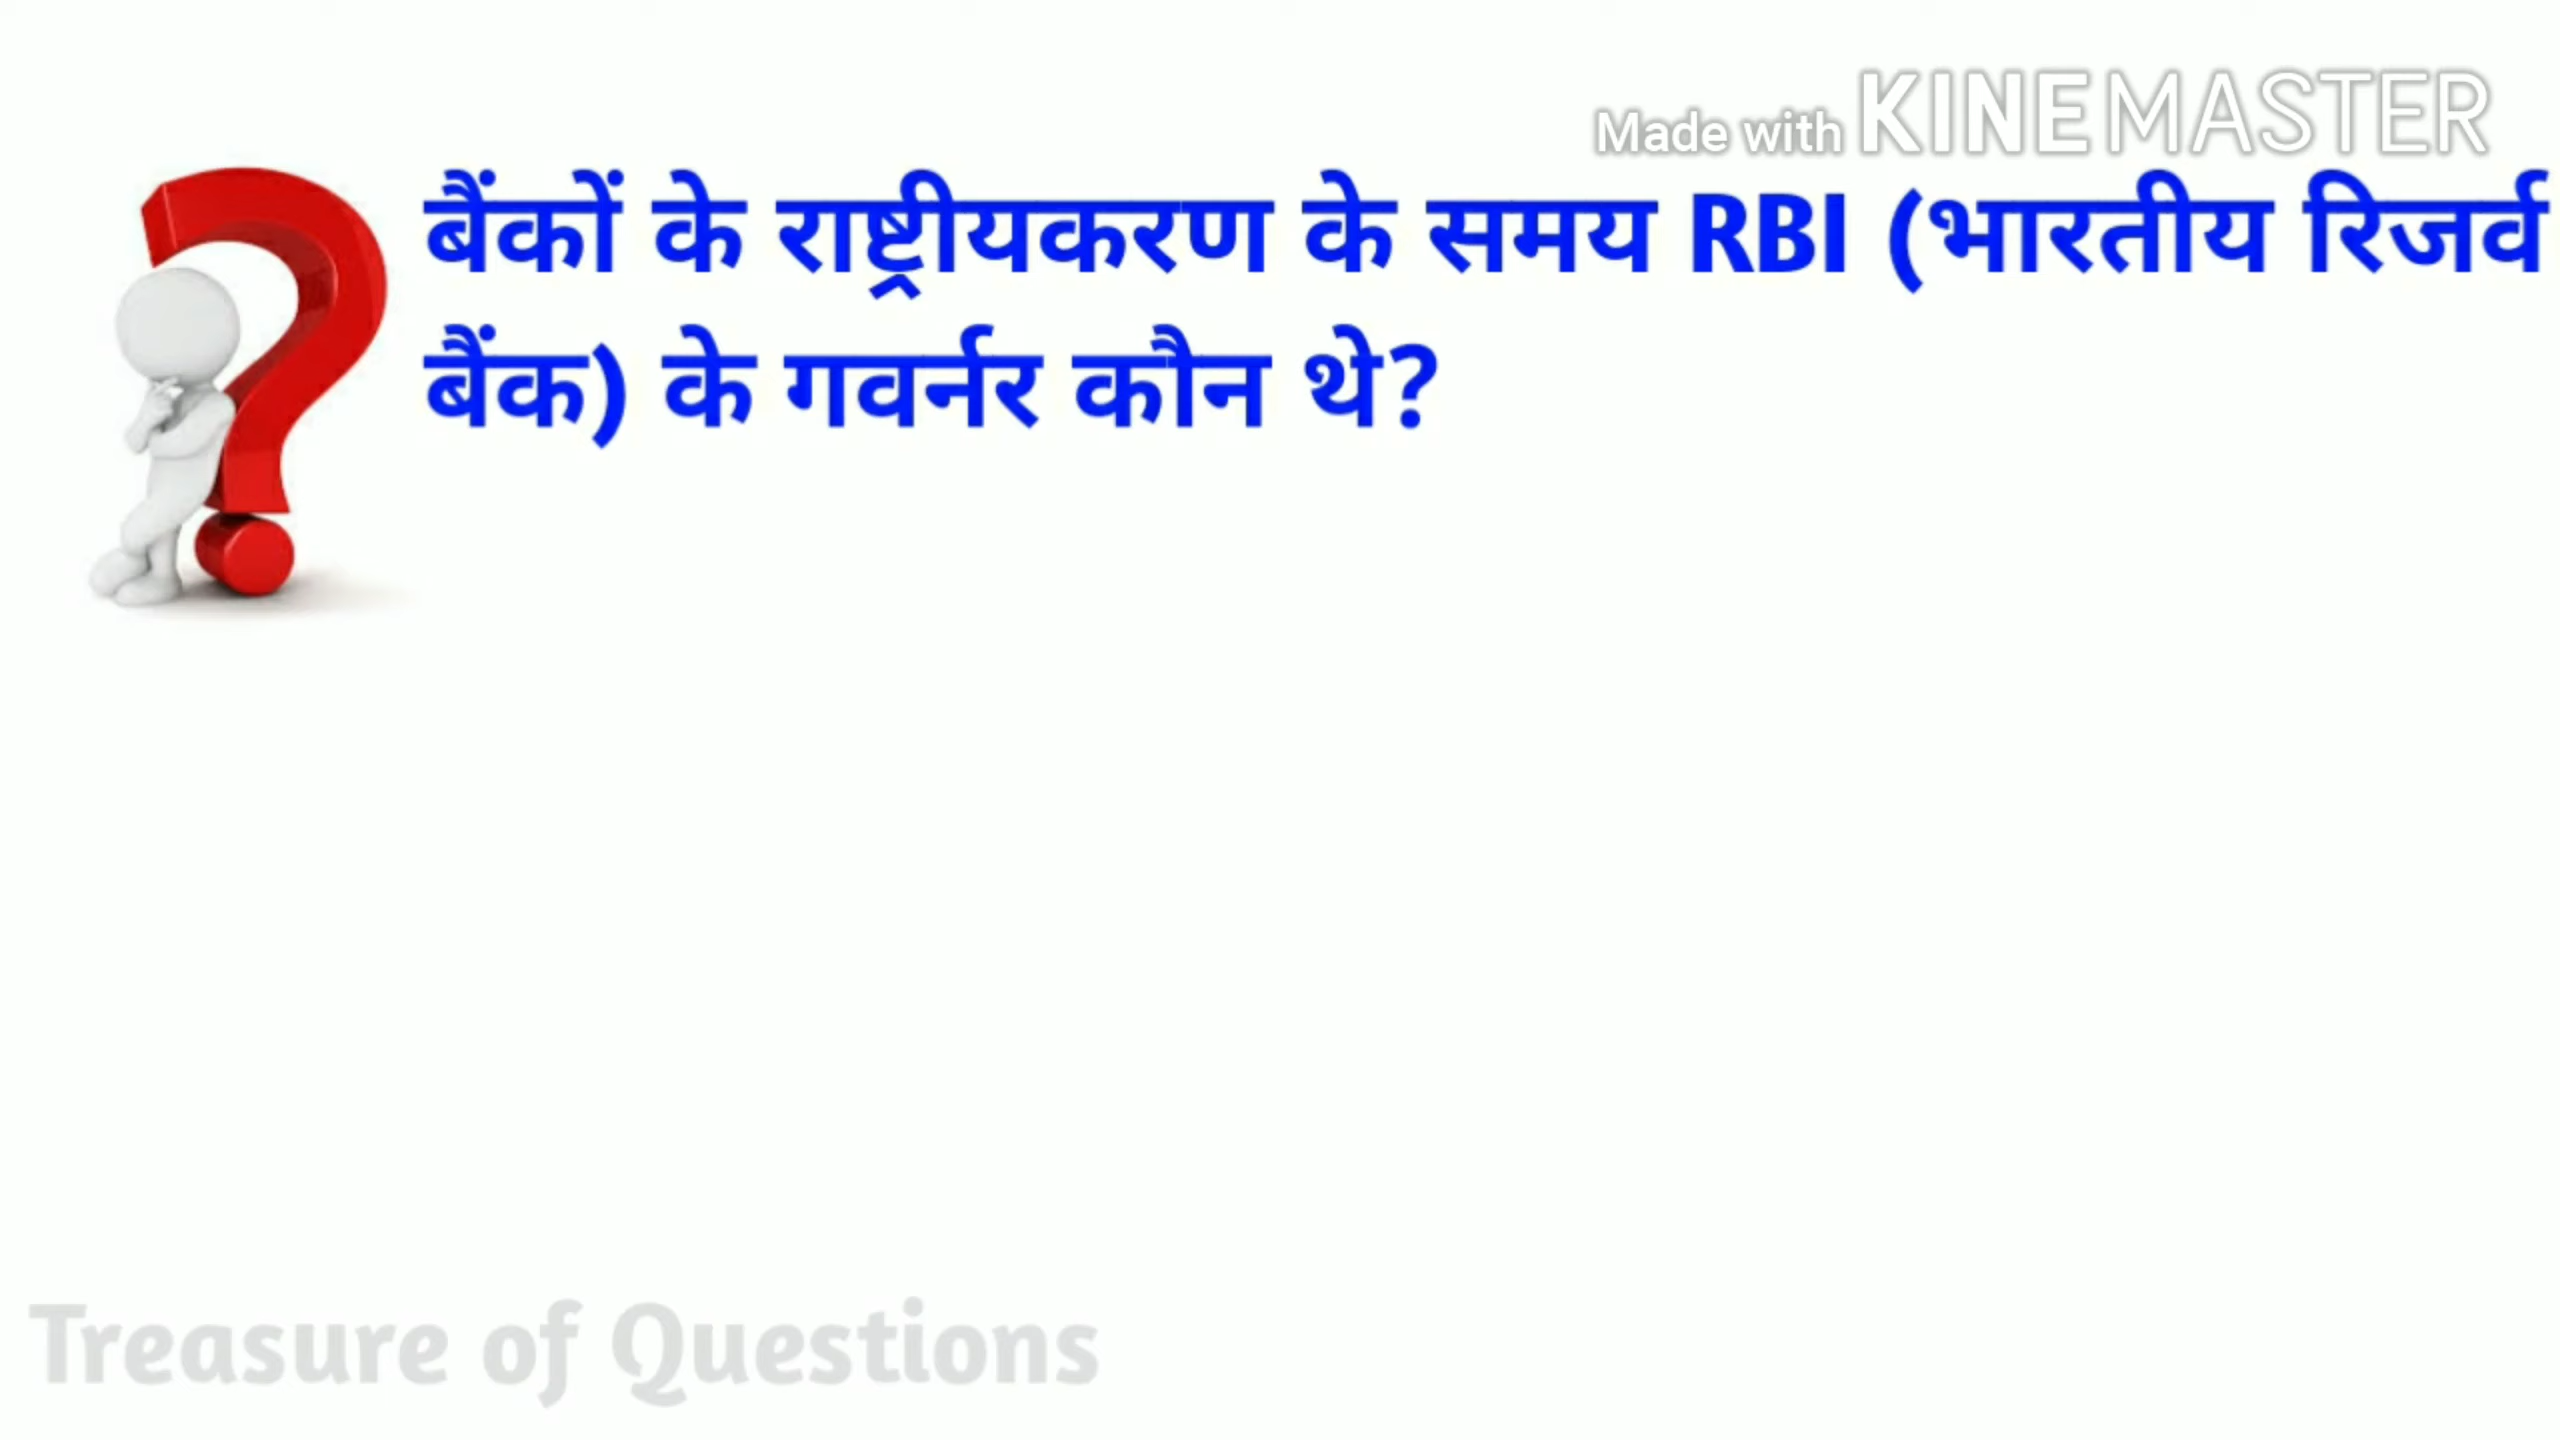 Made with KINEMASTER
बैंकों के राष्ट्रीयकरण के समय RBI (भारतीय रिजर्व
बैंक) के गवर्नर कौन थे?
Treasure of Questions